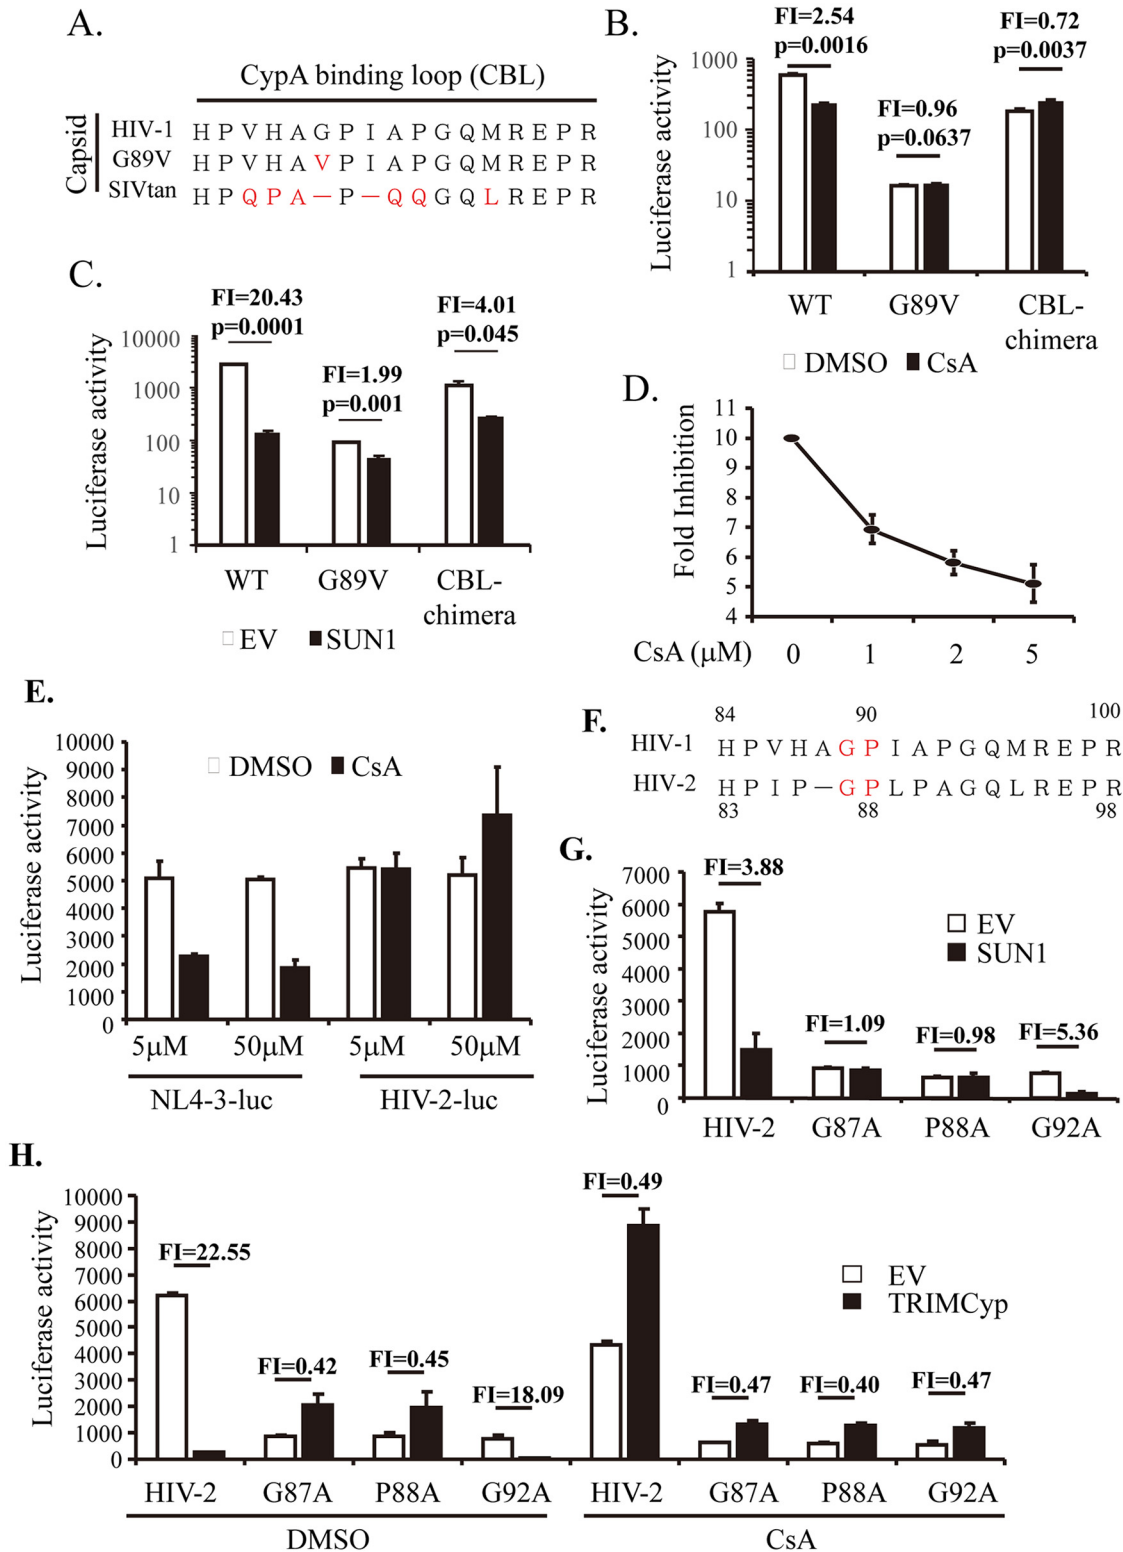 A.
CypA binding loop (CBL)
Capsid
HIV-1 H P V H A G P I A P G Q M R E P R
G89V H P V H A V P I A P G Q M R E P R
SIVtan H P Q P A – P – Q Q G Q L R E P R
B.
FI=2.54
p=0.0016
FI=0.96
p=0.0637
FI=0.72
p=0.0037
Luciferase activity
1000
100
10
1
WT G89V CBL-
chimera
DMSO CsA
C.
FI=20.43
p=0.0001
FI=1.99
p=0.001
FI=4.01
p=0.045
Luciferase activity
10000
1000
100
10
1
WT G89V CBL-
chimera
EV SUN1
D.
Fold Inhibition
11
10
9
8
7
6
5
4
CsA (μM) 0 1 2 5
E.
Luciferase activity
10000
9000
8000
7000
6000
5000
4000
3000
2000
1000
0
DMSO CsA
5μM 50μM 5μM 50μM
NL4-3-luc HIV-2-luc
F.
84 90 100
HIV-1 H P V H A G P I A P G Q M R E P R
HIV-2 H P I P – G P L P A G Q L R E P R
83 88 98
G.
Luciferase activity
7000
6000
5000
4000
3000
2000
1000
0
FI=3.88
FI=1.09
FI=0.98
FI=5.36
EV
SUN1
HIV-2 G87A P88A G92A
H.
Luciferase activity
10000
9000
8000
7000
6000
5000
4000
3000
2000
1000
0
FI=22.55
FI=0.42
FI=0.45
FI=18.09
FI=0.49
FI=0.47
FI=0.40
FI=0.47
EV
TRIMCyp
HIV-2 G87A P88A G92A HIV-2 G87A P88A G92A
DMSO CsA